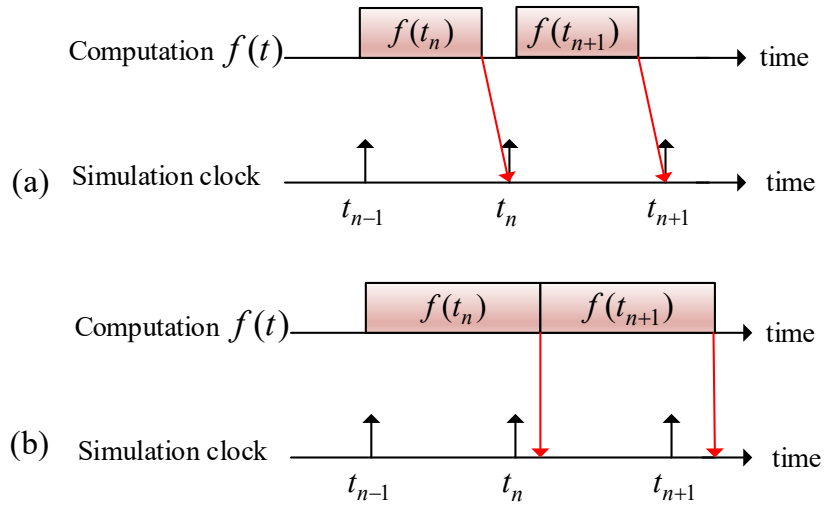 f(t_n) f(t_{n+1})
Computation f(t) time
(a) Simulation clock time
t_{n−1} t_n t_{n+1}
f(t_n) f(t_{n+1})
Computation f(t) time
(b) Simulation clock time
t_{n−1} t_n t_{n+1}